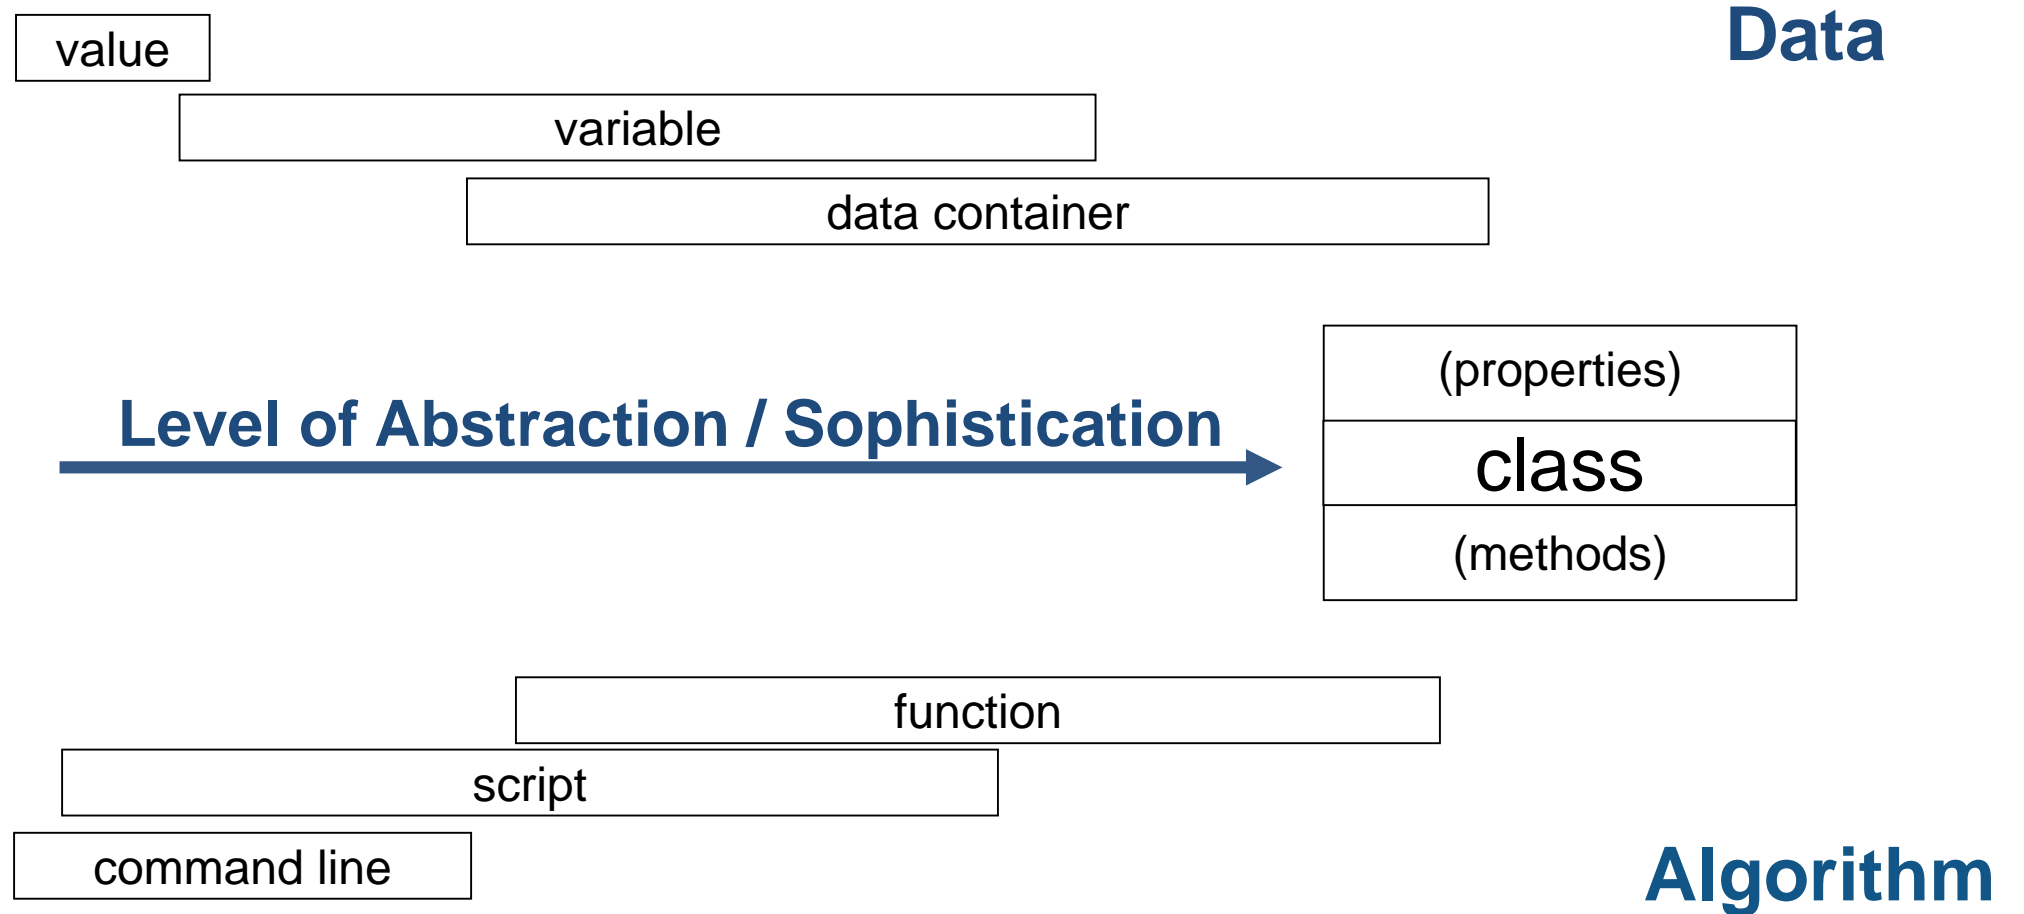 Data
value
variable
data container
(properties)
Level of Abstraction / Sophistication
class
(methods)
function
script
command line
Algorithm